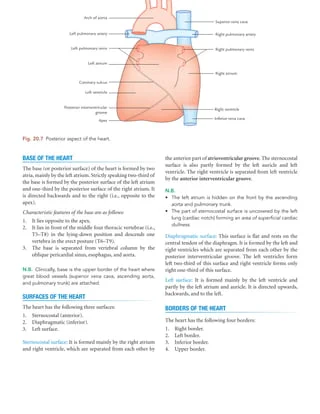 Arch of aorta
Superior vena cava
Left pulmonary artery
Right pulmonary artery
Left pulmonary veins
Right pulmonary veins
Left atrium
Right atrium
Coronary sulcus
Left ventricle
Posterior interventricular
groove
Right ventricle
Apex
Inferior vena cava
Fig. 20.7 Posterior aspect of the heart.
BASE OF THE HEART
The base (or posterior surface) of the heart is formed by two
atria, mainly by the left atrium. Strictly speaking two-third of
the base is formed by the posterior surface of the left atrium
and one-third by the posterior surface of the right atrium. It
is directed backwards and to the right (i.e., opposite to the
apex).
Characteristic features of the base are as follows:
1. It lies opposite to the apex.
2. It lies in front of the middle four thoracic vertebrae (i.e.,
T5–T8) in the lying-down position and descends one
vertebra in the erect posture (T6–T9).
3. The base is separated from vertebral column by the
oblique pericardial sinus, esophagus, and aorta.
N.B. Clinically, base is the upper border of the heart where
great blood vessels (superior vena cava, ascending aorta,
and pulmonary trunk) are attached.
SURFACES OF THE HEART
The heart has the following three surfaces:
1. Sternocostal (anterior).
2. Diaphragmatic (inferior).
3. Left surface.
Sternocostal surface: It is formed mainly by the right atrium
and right ventricle, which are separated from each other by
the anterior part of atrioventricular groove. The sternocostal
surface is also partly formed by the left auricle and left
ventricle. The right ventricle is separated from left ventricle
by the anterior interventricular groove.
N.B.
• The left atrium is hidden on the front by the ascending
aorta and pulmonary trunk.
• The part of sternocostal surface is uncovered by the left
lung (cardiac notch) forming an area of superficial cardiac
dullness.
Diaphragmatic surface: This surface is flat and rests on the
central tendon of the diaphragm. It is formed by the left and
right ventricles which are separated from each other by the
posterior interventricular groove. The left ventricle forms
left two-third of this surface and right ventricle forms only
right one-third of this surface.
Left surface: It is formed mainly by the left ventricle and
partly by the left atrium and auricle. It is directed upwards,
backwards, and to the left.
BORDERS OF THE HEART
The heart has the following four borders:
1. Right border.
2. Left border.
3. Inferior border.
4. Upper border.